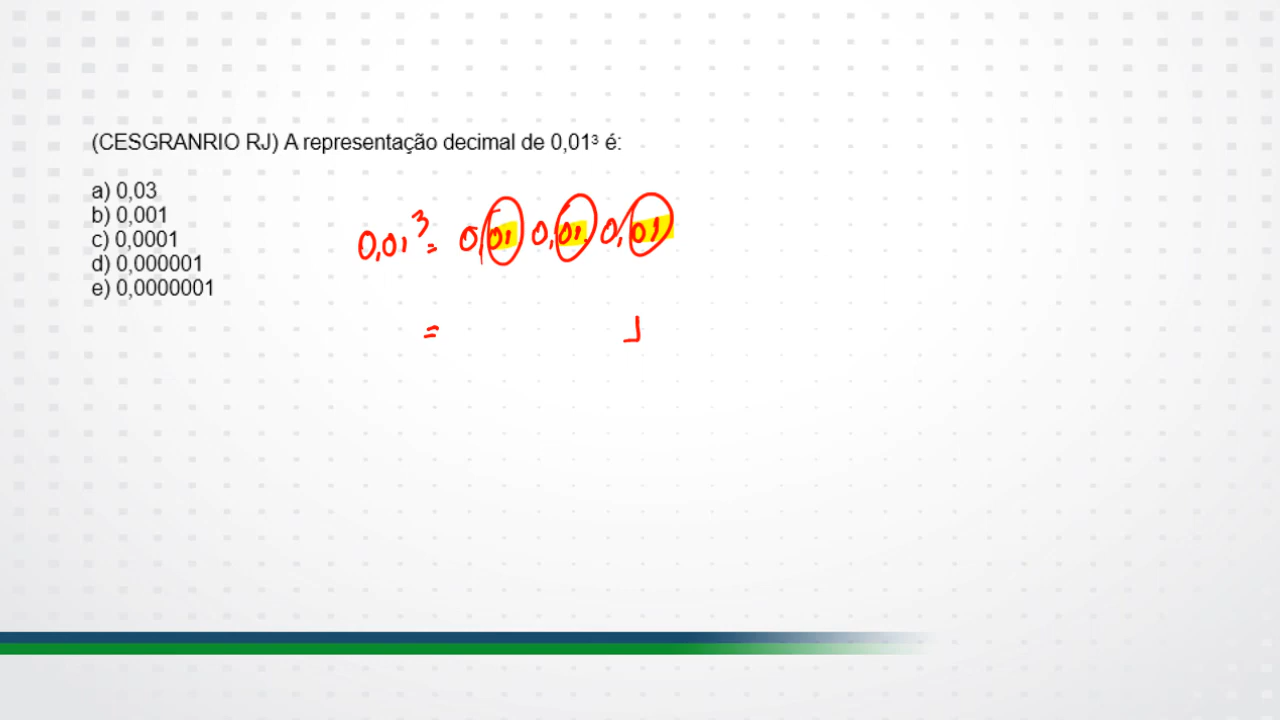 (CESGRANRIO RJ) A representação decimal de 0,01³ é:
a) 0,03
b) 0,001
c) 0,0001
d) 0,000001
e) 0,0000001
0,01³ = 0,01 . 0,01 . 0,01
= 1